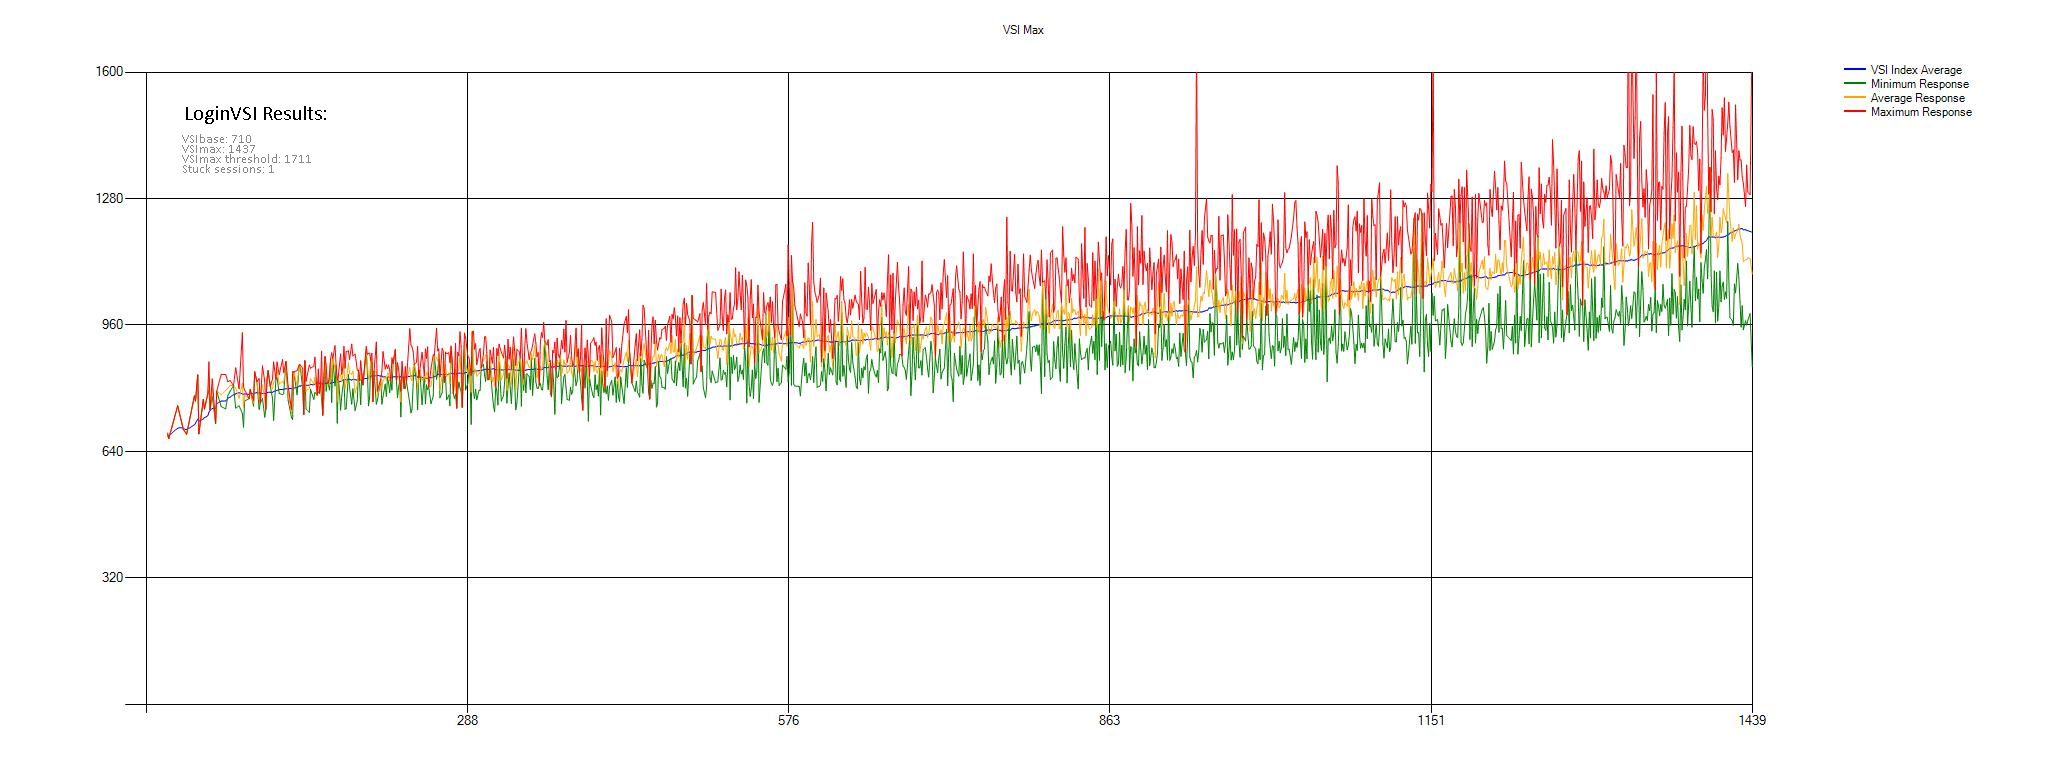 VSI Max
1600
1280
960
640
320
LoginVSI Results:
VSIbase: 710
VSImax: 1437
VSImax threshold: 1711
Stuck sessions: 1
288
576
863
1151
1439
VSI Index Average
Minimum Response
Average Response
Maximum Response